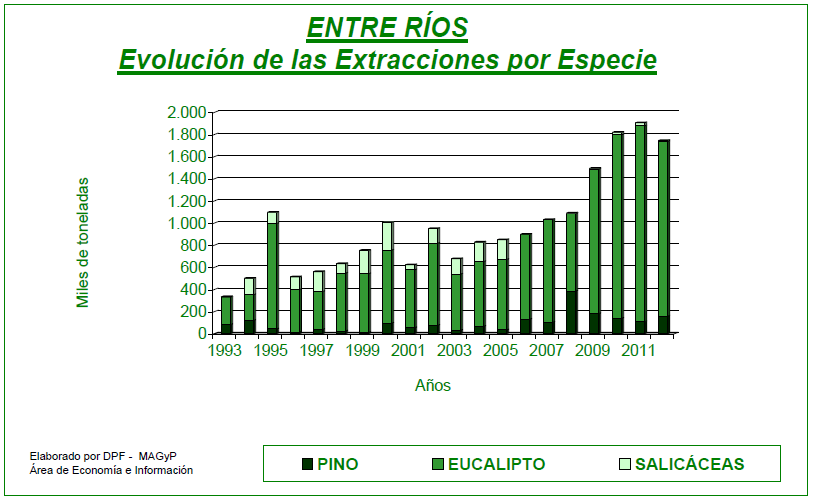 ENTRE RÍOS
Evolución de las Extracciones por Especie
Miles de toneladas
2.000
1.800
1.600
1.400
1.200
1.000
800
600
400
200
0
1993 1995 1997 1999 2001 2003 2005 2007 2009 2011
Años
Elaborado por DPF - MAGyP
Área de Economía e Información
PINO EUCALIPTO SALICÁCEAS